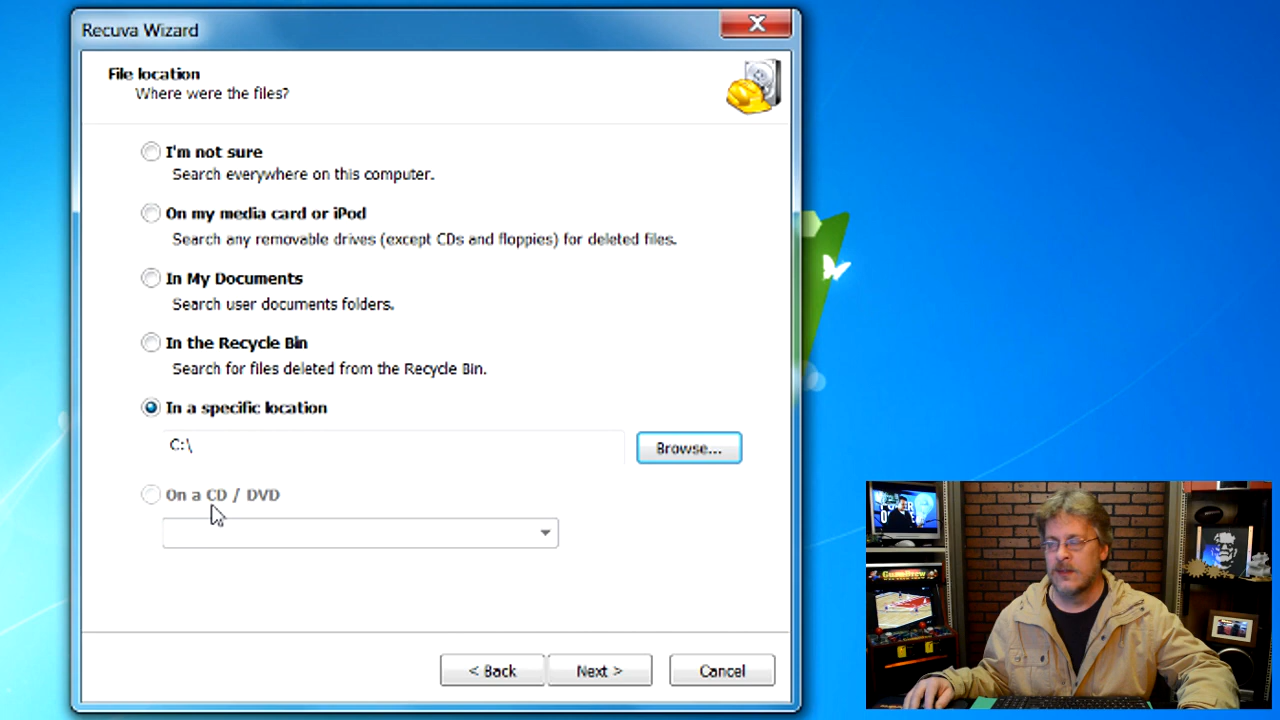 Recuva Wizard
File location
Where were the files?
I'm not sure
Search everywhere on this computer.
On my media card or iPod
Search any removable drives (except CDs and floppies) for deleted files.
In My Documents
Search user documents folders.
In the Recycle Bin
Search for files deleted from the Recycle Bin.
In a specific location
C:\
Browse...
On a CD / DVD
< Back
Next >
Cancel
POWER